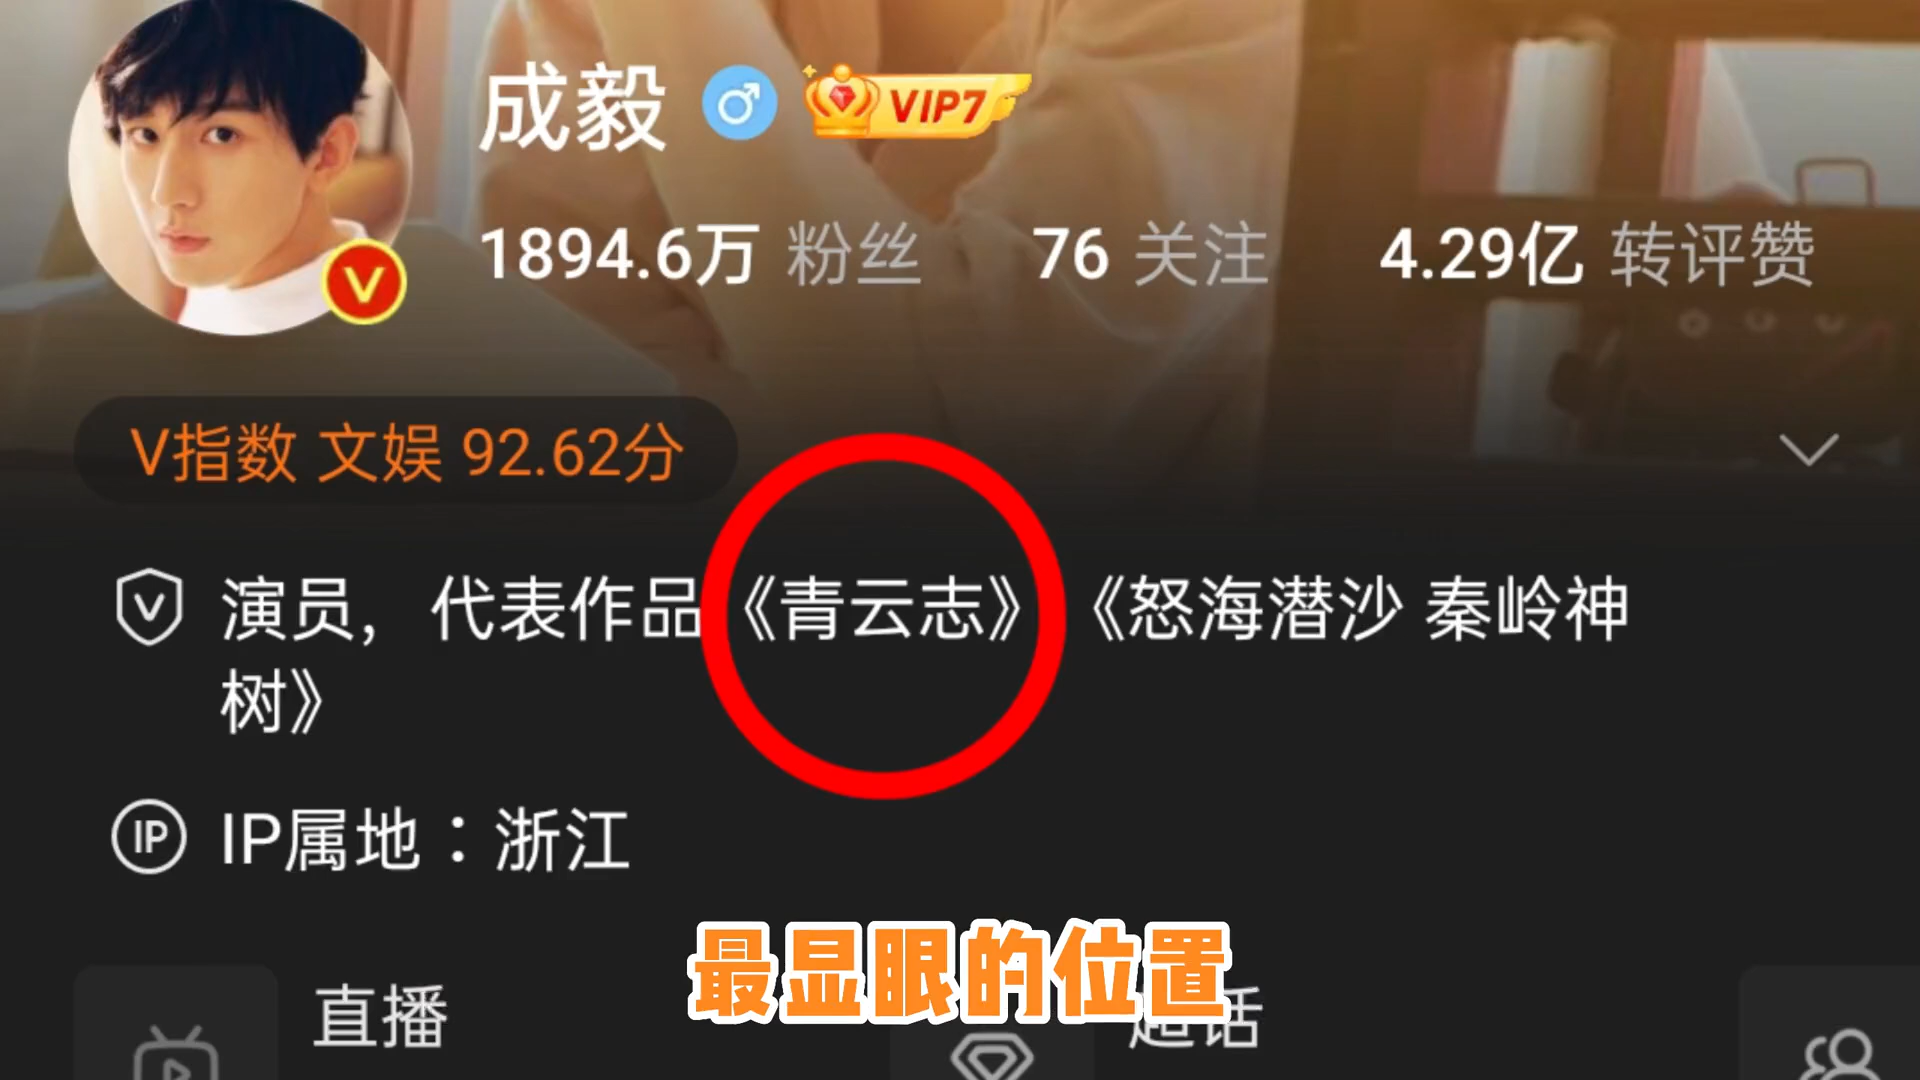 成毅 VIP7
1894.6万 粉丝 76 关注 4.29亿 转评赞
V指数 文娱 92.62分
演员，代表作品《青云志》《怒海潜沙 秦岭神
树》
IP IP属地：浙江
最显眼的位置
直播 超话